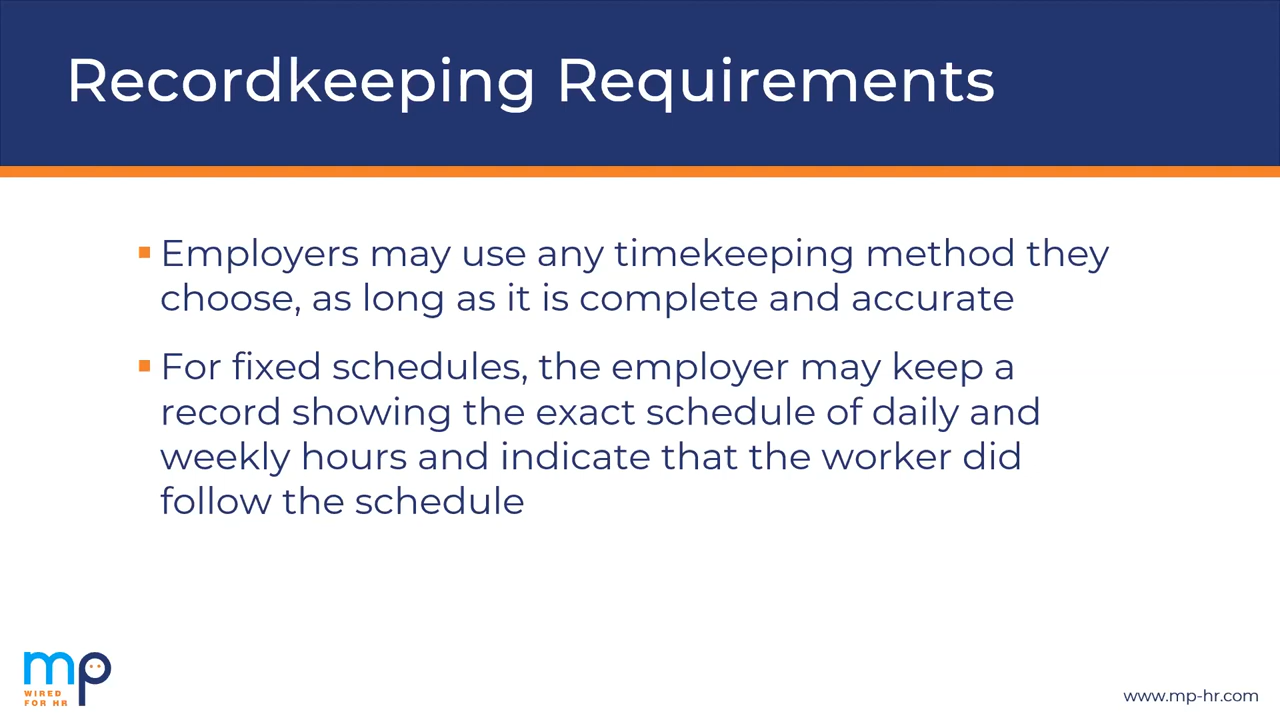 Recordkeeping Requirements
▪ Employers may use any timekeeping method they
choose, as long as it is complete and accurate
▪ For fixed schedules, the employer may keep a
record showing the exact schedule of daily and
weekly hours and indicate that the worker did
follow the schedule
mp
WIRED
FOR HR
www.mp-hr.com